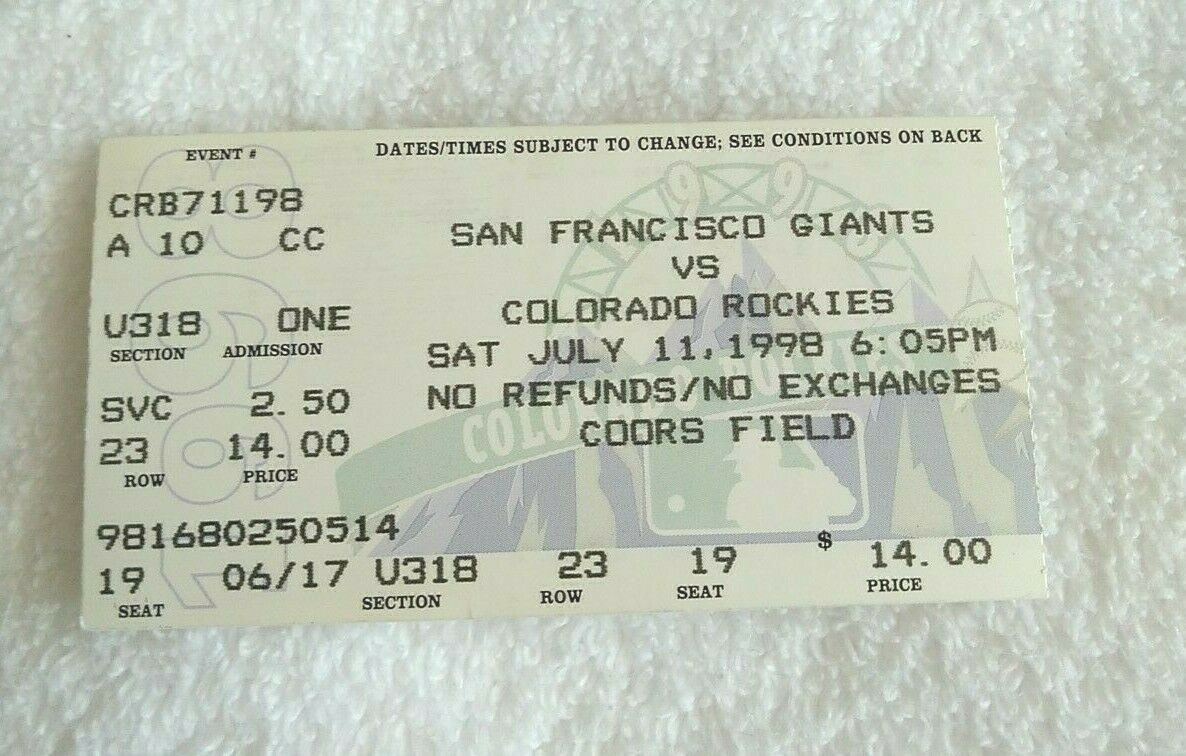 EVENT #
DATES/TIMES SUBJECT TO CHANGE; SEE CONDITIONS ON BACK
CRB71198
A 10 CC
SAN FRANCISCO GIANTS
VS
U318 ONE
SECTION ADMISSION
COLORADO ROCKIES
SAT JULY 11,1998 6:05PM
SVC 2.50
NO REFUNDS/NO EXCHANGES
23 14.00
ROW PRICE
COORS FIELD
981680250514
19 06/17 U318 23 19 $ 14.00
SEAT SECTION ROW SEAT PRICE
1998